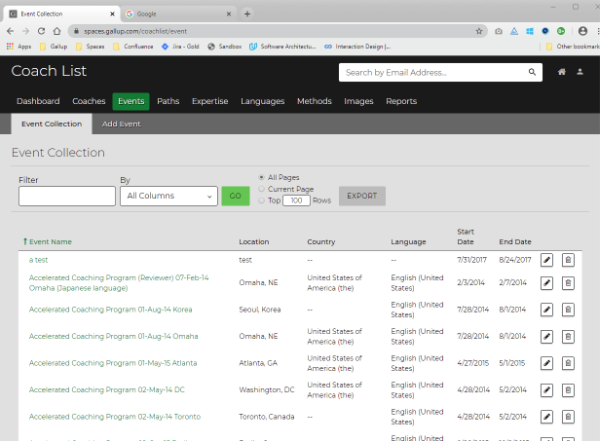 Event Collection
Google
spaces.gallup.com/coachlist/event
Apps Gallup Spaces Confluence Jira - Gold Sandbox Software Architectu... Interaction Design |... Other bookmark
Coach List
Search by Email Address...
Dashboard Coaches Events Paths Expertise Languages Methods Images Reports
Event Collection Add Event
Event Collection
Filter By
All Columns
GO
All Pages
Current Page
Top 100 Rows
EXPORT
Event Name Location Country Language Start Date End Date
a test test -- -- 7/31/2017 8/24/2017
Accelerated Coaching Program (Reviewer) 07-Feb-14 Omaha (Japanese language) Omaha, NE United States of America (the) English (United States) 2/3/2014 2/7/2014
Accelerated Coaching Program 01-Aug-14 Korea Seoul, Korea -- English (United States) 7/28/2014 8/1/2014
Accelerated Coaching Program 01-Aug-14 Omaha Omaha, NE United States of America (the) English (United States) 7/28/2014 8/1/2014
Accelerated Coaching Program 01-May-15 Atlanta Atlanta, GA United States of America (the) English (United States) 4/27/2015 5/1/2015
Accelerated Coaching Program 02-May-14 DC Washington, DC United States of America (the) English (United States) 4/28/2014 5/2/2014
Accelerated Coaching Program 02-May-14 Toronto Toronto, Canada -- English (United States) 4/28/2014 5/2/2014